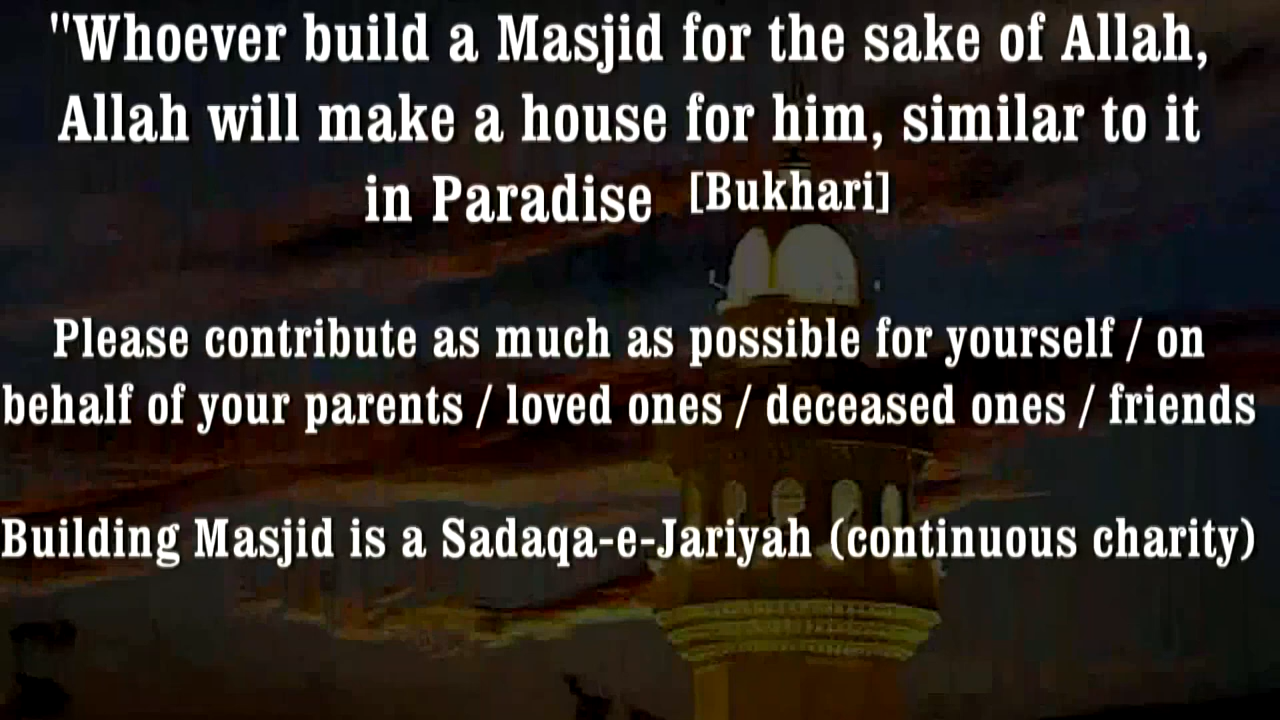 "Whoever build a Masjid for the sake of Allah,
Allah will make a house for him, similar to it
in Paradise [Bukhari]
Please contribute as much as possible for yourself / on
behalf of your parents / loved ones / deceased ones / friends
Building Masjid is a Sadaqa-e-Jariyah (continuous charity)